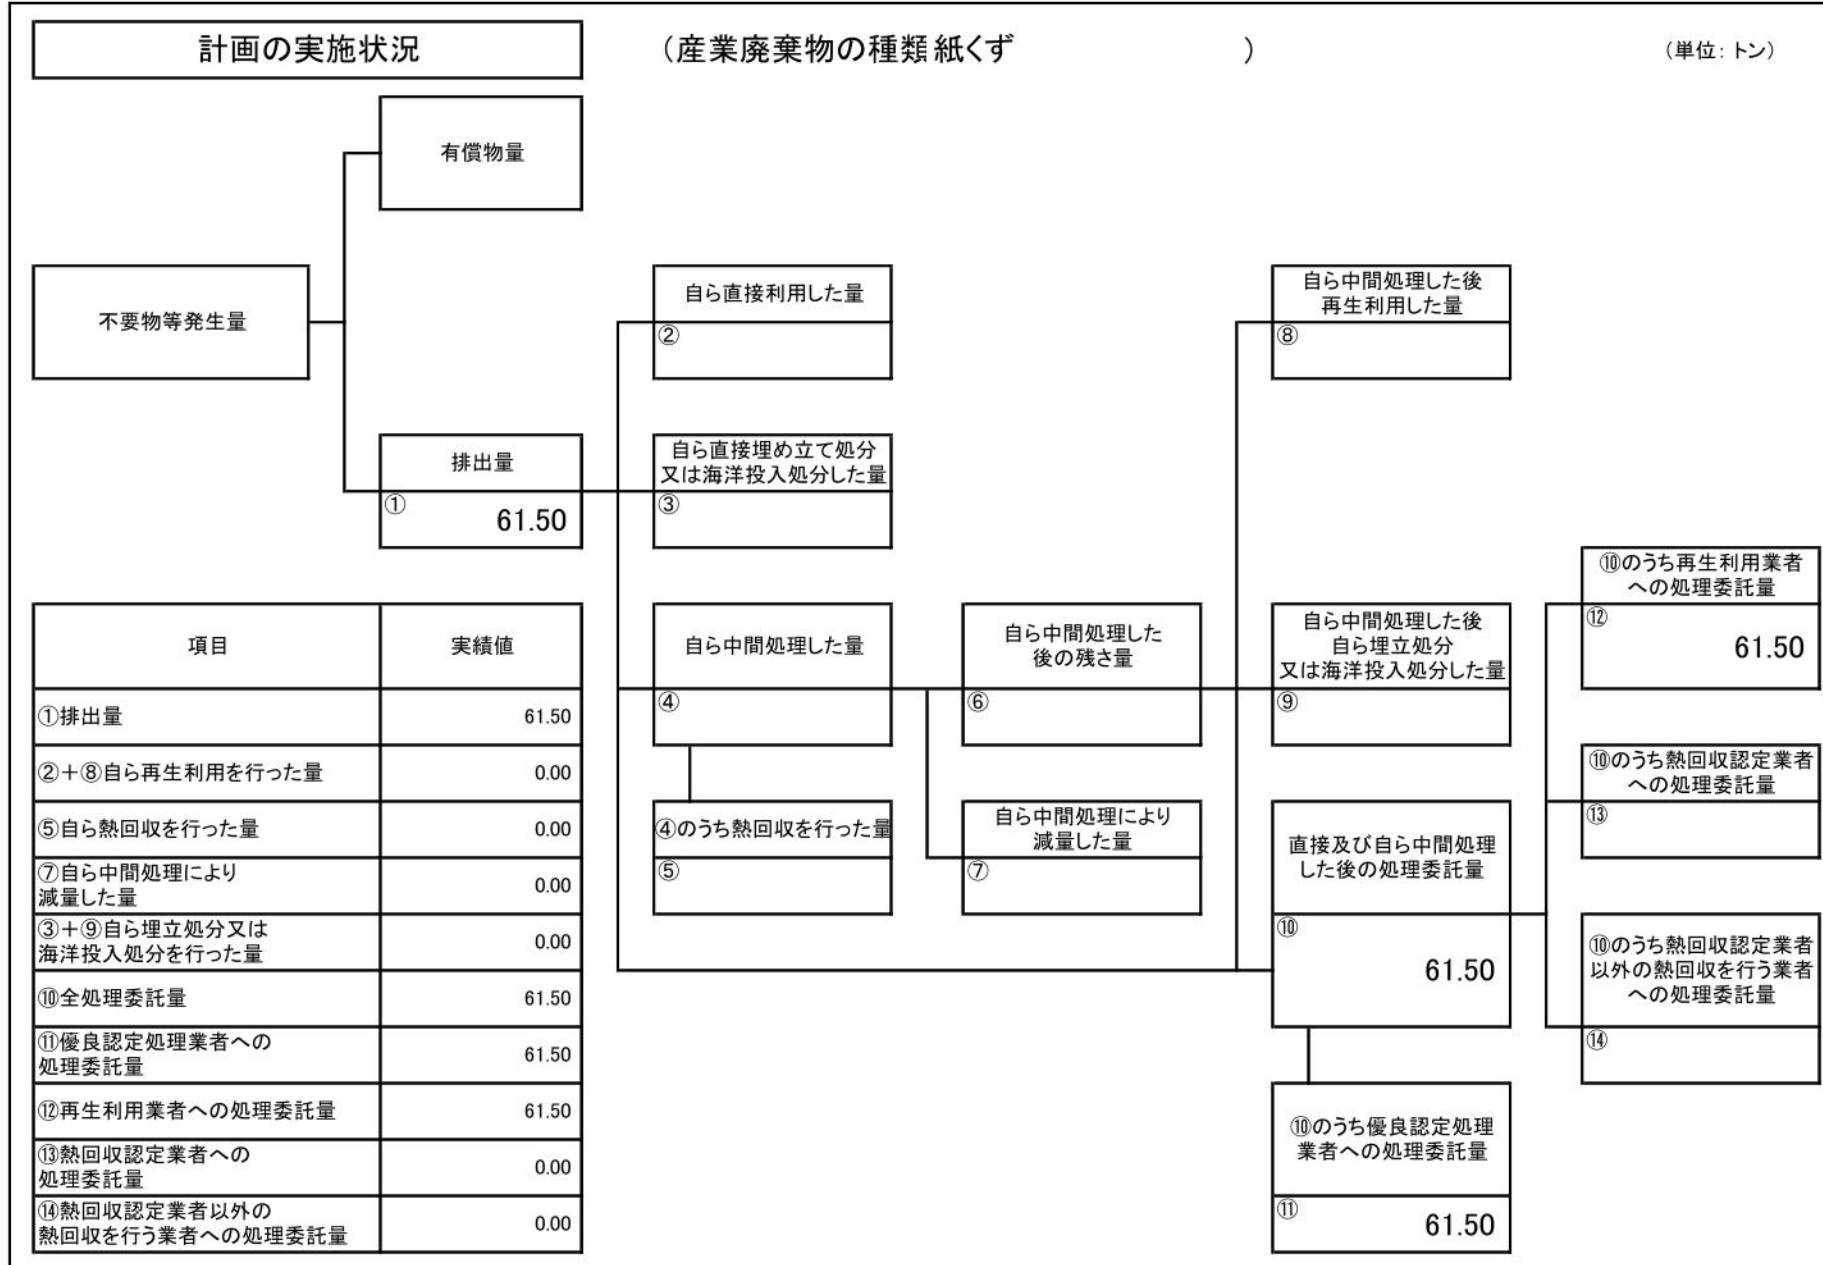 計画の実施状況
（産業廃棄物の種類 紙くず ）
（単位：トン）
有償物量
不要物等発生量
自ら直接利用した量
②
自ら中間処理した後
再生利用した量
⑧
排出量
① 61.50
自ら直接埋め立て処分
又は海洋投入処分した量
③
⑩のうち再生利用業者
への処理委託量
⑫ 61.50
自ら中間処理した量
④
自ら中間処理した
後の残さ量
⑥
自ら中間処理した後
自ら埋立処分
又は海洋投入処分した量
⑨
⑩のうち熱回収認定業者
への処理委託量
⑬
④のうち熱回収を行った量
⑤
自ら中間処理により
減量した量
⑦
直接及び自ら中間処理
した後の処理委託量
⑩ 61.50
⑩のうち熱回収認定業者
以外の熱回収を行う業者
への処理委託量
⑭
⑩のうち優良認定処理
業者への処理委託量
⑪ 61.50
項目 実績値
①排出量 61.50
②＋⑧自ら再生利用を行った量 0.00
⑤自ら熱回収を行った量 0.00
⑦自ら中間処理により
減量した量 0.00
③＋⑨自ら埋立処分又は
海洋投入処分を行った量 0.00
⑩全処理委託量 61.50
⑪優良認定処理業者への
処理委託量 61.50
⑫再生利用業者への処理委託量 61.50
⑬熱回収認定業者への
処理委託量 0.00
⑭熱回収認定業者以外の
熱回収を行う業者への処理委託量 0.00